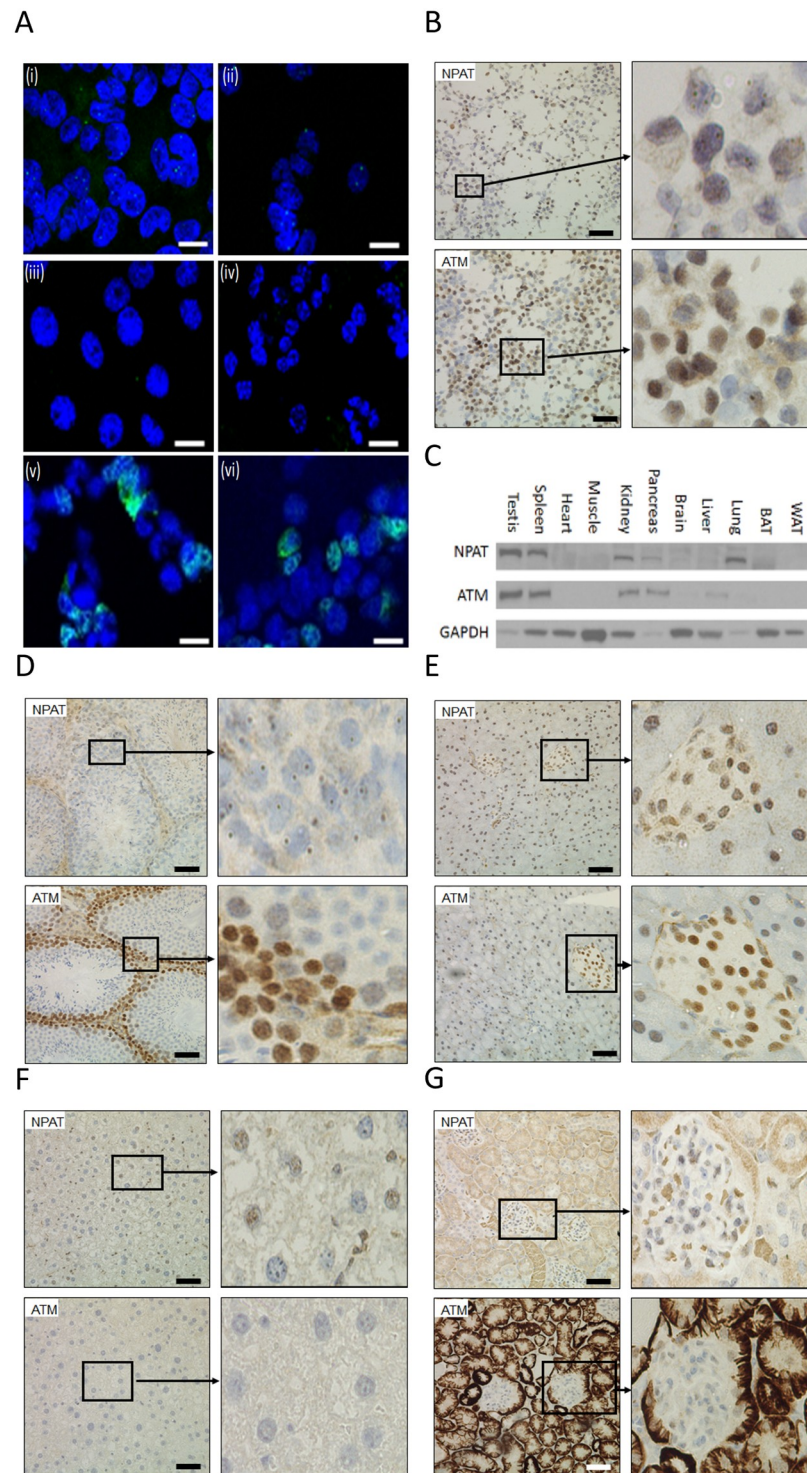 A
(i)
(ii)
(iii)
(iv)
(v)
(vi)
B
NPAT
ATM
C
Testis
Spleen
Heart
Muscle
Kidney
Pancreas
Brain
Liver
Lung
BAT
WAT
NPAT
ATM
GAPDH
D
NPAT
ATM
E
NPAT
ATM
F
NPAT
ATM
G
NPAT
ATM